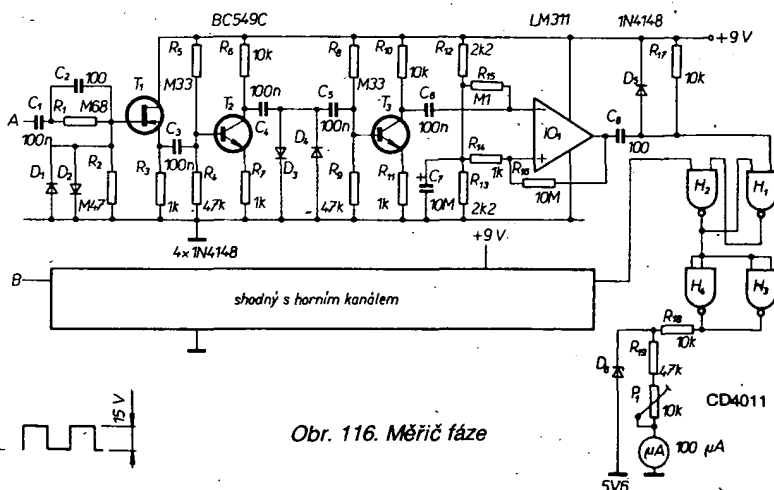 BC549C
LM311
1N4148
+9 V
R₅
R₆
10k
R₈
R₁₀
10k
R₁₂
2k2
R₁₇
10k
C₂
100
M33
M33
R₁₅
M1
D₅
A
C₁
R₁
M68
T₁
T₂
C₄
100n
C₅
100n
T₃
C₆
100n
IO₁
C₈
100
100n
C₃
100n
R₁₄
1k
R₁₆
10M
D₁
D₂
R₂
M47
R₃
1k
R₄
47k
R₇
1k
D₃
D₄
R₉
47k
R₁₁
1k
C₇
10M
R₁₃
2k2
H₂
H₁
4x1N4148
+9 V
B
shodný s horním kanálem
H₄
H₃
R₁₈
10k
D₆
R₁₉
47k
P₁
10k
CD4011
15 V
Obr. 116. Měřič fáze
μA
100 μA
5V6